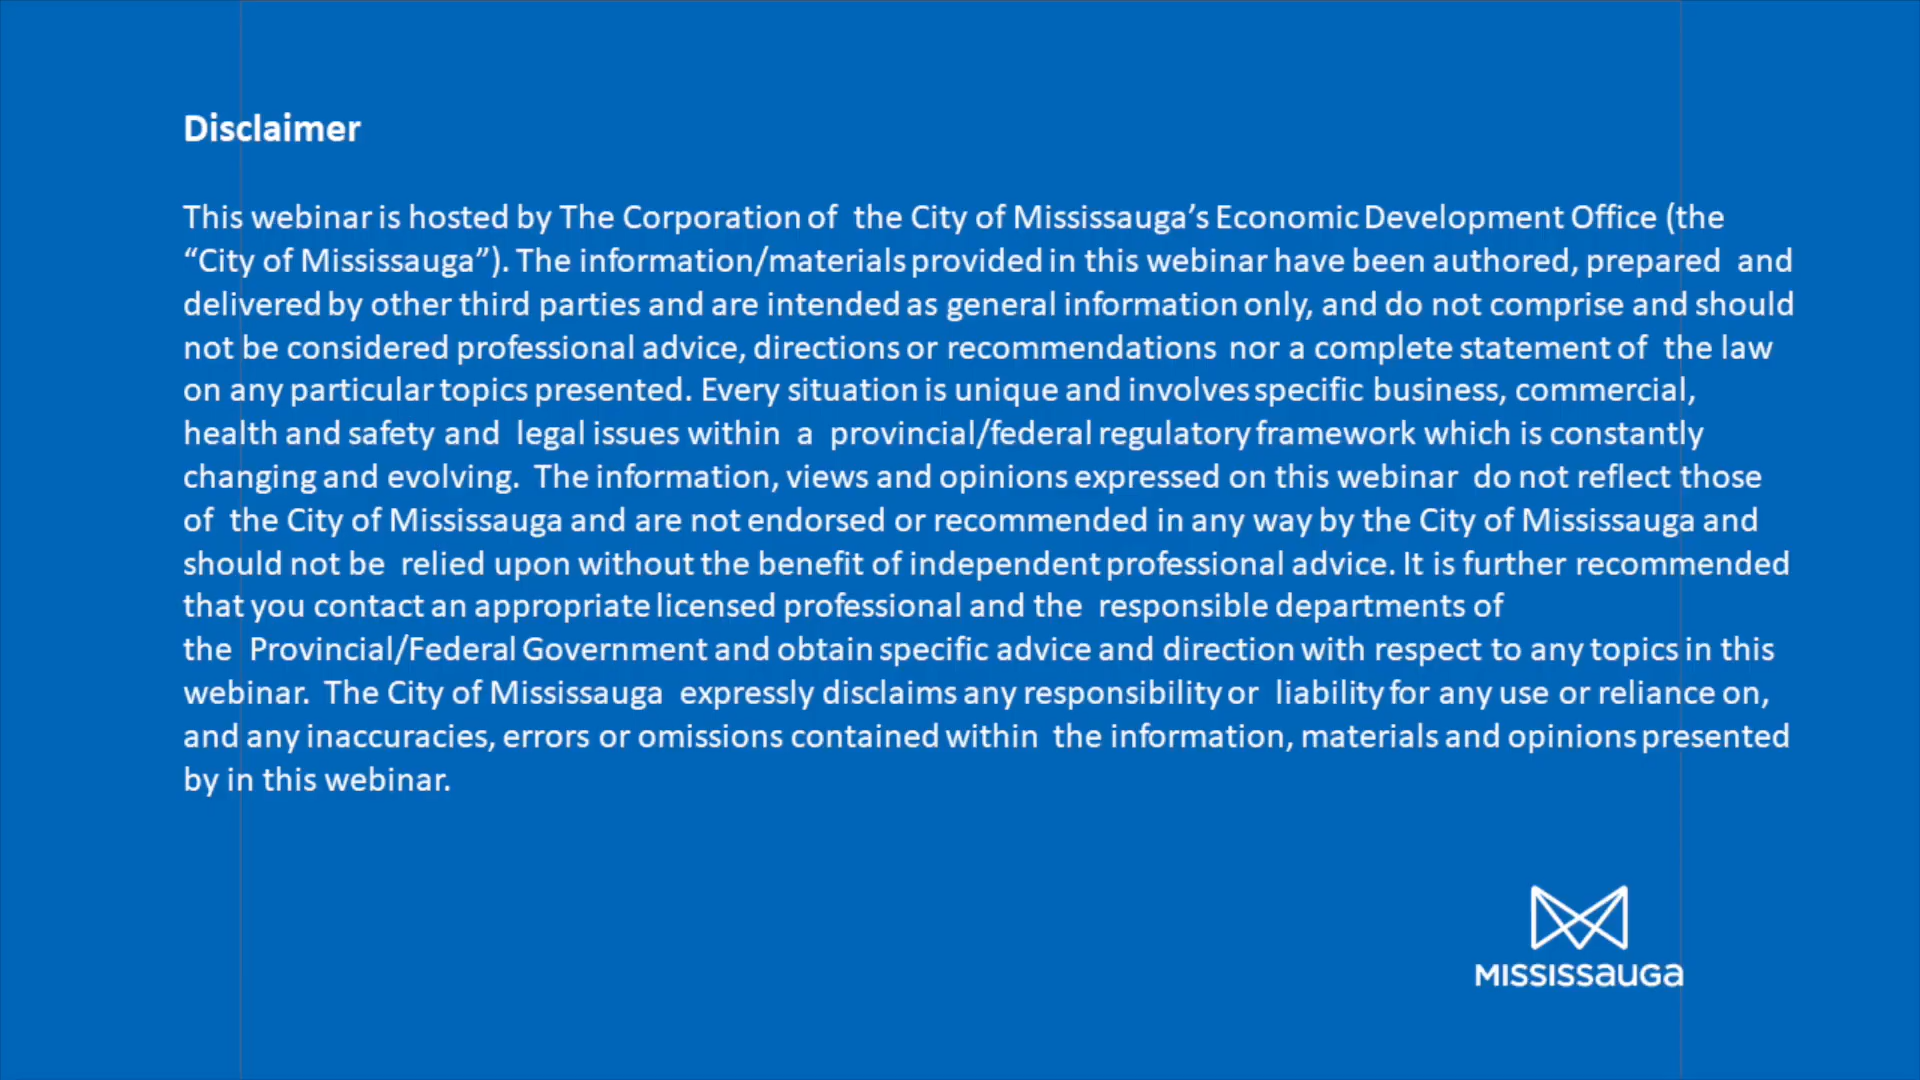 Disclaimer
This webinar is hosted by The Corporation of the City of Mississauga’s Economic Development Office (the
“City of Mississauga”). The information/materials provided in this webinar have been authored, prepared and
delivered by other third parties and are intended as general information only, and do not comprise and should
not be considered professional advice, directions or recommendations nor a complete statement of the law
on any particular topics presented. Every situation is unique and involves specific business, commercial,
health and safety and legal issues within a provincial/federal regulatory framework which is constantly
changing and evolving. The information, views and opinions expressed on this webinar do not reflect those
of the City of Mississauga and are not endorsed or recommended in any way by the City of Mississauga and
should not be relied upon without the benefit of independent professional advice. It is further recommended
that you contact an appropriate licensed professional and the responsible departments of
the Provincial/Federal Government and obtain specific advice and direction with respect to any topics in this
webinar. The City of Mississauga expressly disclaims any responsibility or liability for any use or reliance on,
and any inaccuracies, errors or omissions contained within the information, materials and opinions presented
by in this webinar.
MISSISSAUGA